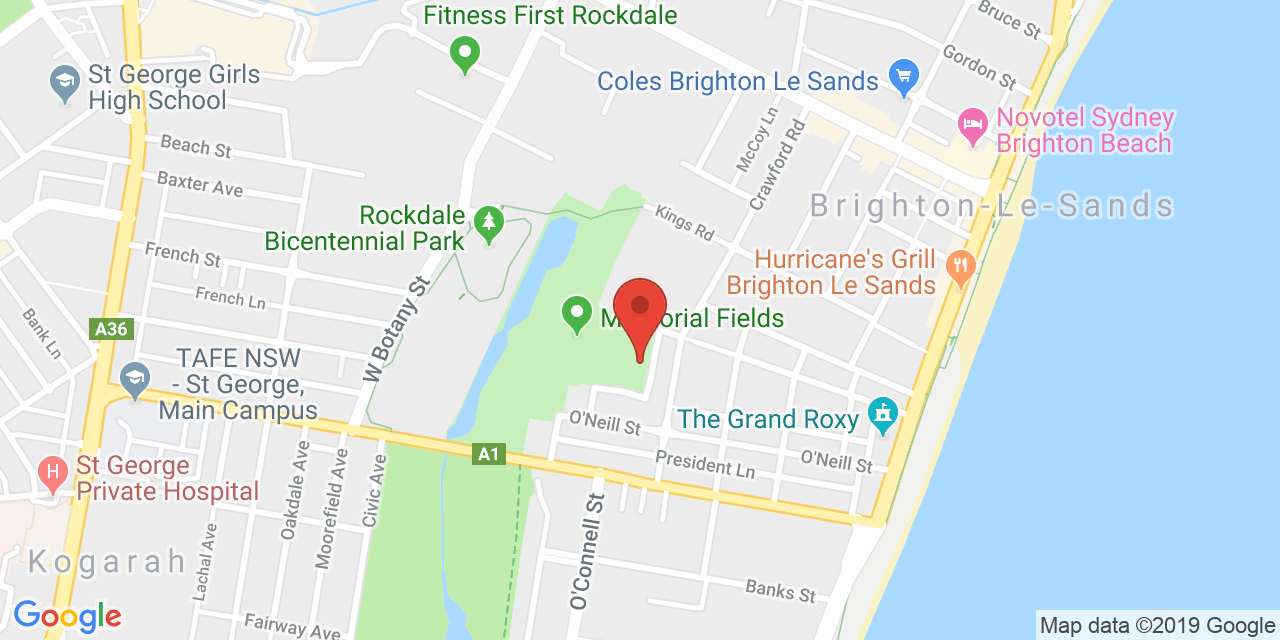 Fitness First Rockdale
Bruce St
Gordon St
St George Girls
High School
Coles Brighton Le Sands
Novotel Sydney
Brighton Beach
McCoy Ln
Crawford Rd
Beach St
Baxter Ave
Brighton-Le-Sands
Rockdale
Bicentennial Park
Kings Rd
French St
Hurricane's Grill
Brighton Le Sands
French Ln
W Botany St
Bank Ln
A36
Memorial Fields
TAFE NSW
- St George,
Main Campus
O'Neill St
The Grand Roxy
A1
President Ln
O'Neill St
St George
Private Hospital
Oakdale Ave
Moorefield Ave
Civic Ave
Lachal Ave
O'Connell St
Kogarah
Banks St
Fairway Ave
Google
Map data ©2019 Google